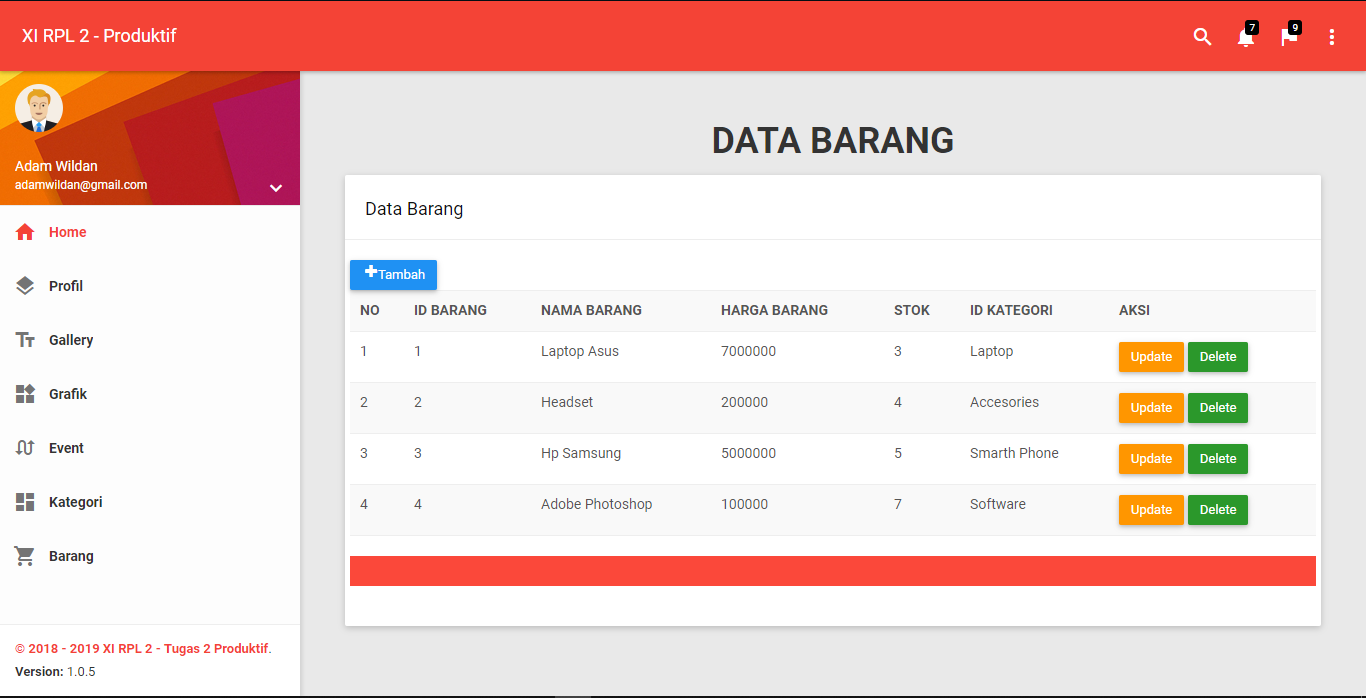 XI RPL 2 - Produktif
7
9
Adam Wildan
adamwildan@gmail.com
Home
Profil
Gallery
Grafik
Event
Kategori
Barang
© 2018 - 2019 XI RPL 2 - Tugas 2 Produktif.
Version: 1.0.5
DATA BARANG
Data Barang
Tambah
NO ID BARANG NAMA BARANG HARGA BARANG STOK ID KATEGORI AKSI
1 1 Laptop Asus 7000000 3 Laptop Update Delete
2 2 Headset 200000 4 Accesories Update Delete
3 3 Hp Samsung 5000000 5 Smarth Phone Update Delete
4 4 Adobe Photoshop 100000 7 Software Update Delete